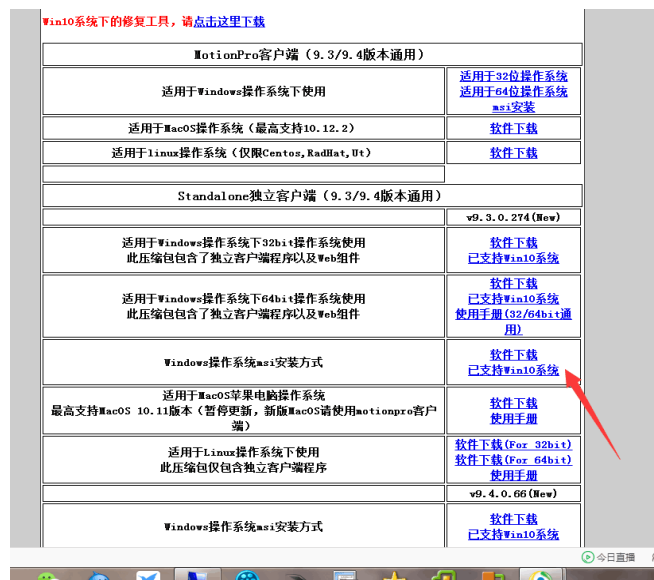 Win10系统下的修复工具，请点击这里下载
MotionPro客户端（9.3/9.4版本通用）
适用于Windows操作系统下使用
适用于32位操作系统
适用于64位操作系统
msi安装
适用于MacOS操作系统（最高支持10.12.2）
软件下载
适用于linux操作系统（仅限Centos,RadHat,Ut）
软件下载
Standalone独立客户端（9.3/9.4版本通用）
v9.3.0.274(New)
适用于Windows操作系统下32bit操作系统使用
此压缩包包含了独立客户端程序以及Web组件
软件下载
已支持Win10系统
适用于Windows操作系统下64bit操作系统使用
此压缩包包含了独立客户端程序以及Web组件
软件下载
已支持Win10系统
使用手册(32/64bit通
用)
Windows操作系统msi安装方式
软件下载
已支持Win10系统
适用于MacOS苹果电脑操作系统
最高支持MacOS 10.11版本（暂停更新，新版MacOS请使用motionpro客户
端）
软件下载
使用手册
适用于Linux操作系统下使用
此压缩包仅包含独立客户端程序
软件下载(For 32bit)
软件下载(For 64bit)
使用手册
v9.4.0.66(New)
Windows操作系统msi安装方式
软件下载
已支持Win10系统
今日直播